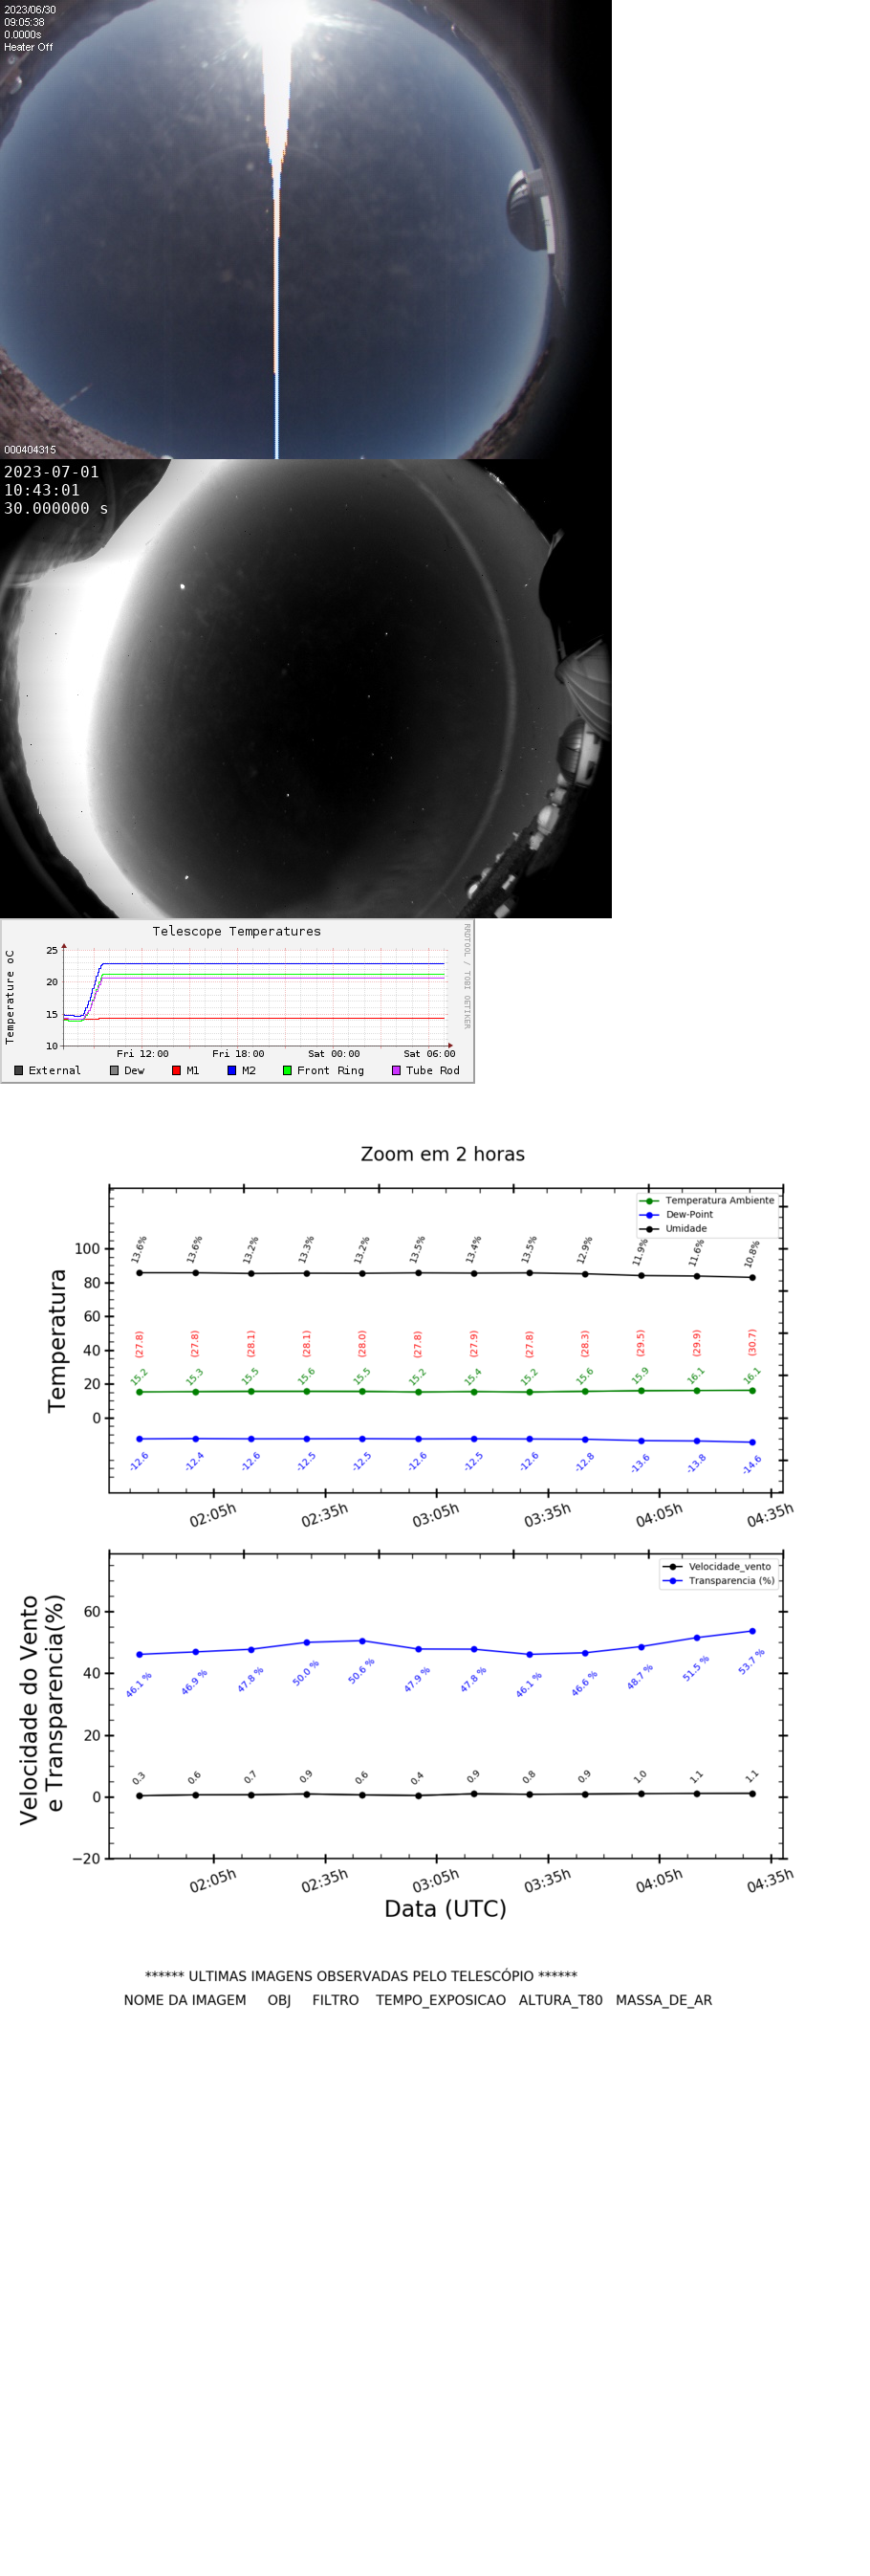 2023/06/30
09:05:38
0.0000s
Heater Off
000404315
2023-07-01
10:43:01
30.000000 s
Telescope Temperatures
RRDTOOL / TOBI OETIKER
Temperature oC
25
20
15
10
Fri 12:00 Fri 18:00 Sat 00:00 Sat 06:00
External Dew M1 M2 Front Ring Tube Rod
Zoom em 2 horas
Temperatura Ambiente
Dew-Point
Umidade
Temperatura
100
80
60
40
20
0
13.6% 13.6% 13.2% 13.3% 13.2% 13.5% 13.4% 13.5% 12.9% 11.9% 11.6% 10.8%
(27.8) (27.8) (28.1) (28.1) (28.0) (27.8) (27.9) (27.8) (28.3) (29.5) (29.9) (30.7)
15.2 15.3 15.5 15.6 15.5 15.2 15.4 15.2 15.6 15.9 16.1 16.1
-12.6 -12.4 -12.6 -12.5 -12.5 -12.6 -12.5 -12.6 -12.8 -13.6 -13.8 -14.6
02:05h 02:35h 03:05h 03:35h 04:05h 04:35h
Velocidade_vento
Transparencia (%)
Velocidade do Vento
e Transparencia(%)
60
40
20
0
−20
46.1 % 46.9 % 47.8 % 50.0 % 50.6 % 47.9 % 47.8 % 46.1 % 46.6 % 48.7 % 51.5 % 53.7 %
0.3 0.6 0.7 0.9 0.6 0.4 0.9 0.8 0.9 1.0 1.1 1.1
02:05h 02:35h 03:05h 03:35h 04:05h 04:35h
Data (UTC)
****** ULTIMAS IMAGENS OBSERVADAS PELO TELESCÓPIO ******
NOME DA IMAGEM OBJ FILTRO TEMPO_EXPOSICAO ALTURA_T80 MASSA_DE_AR